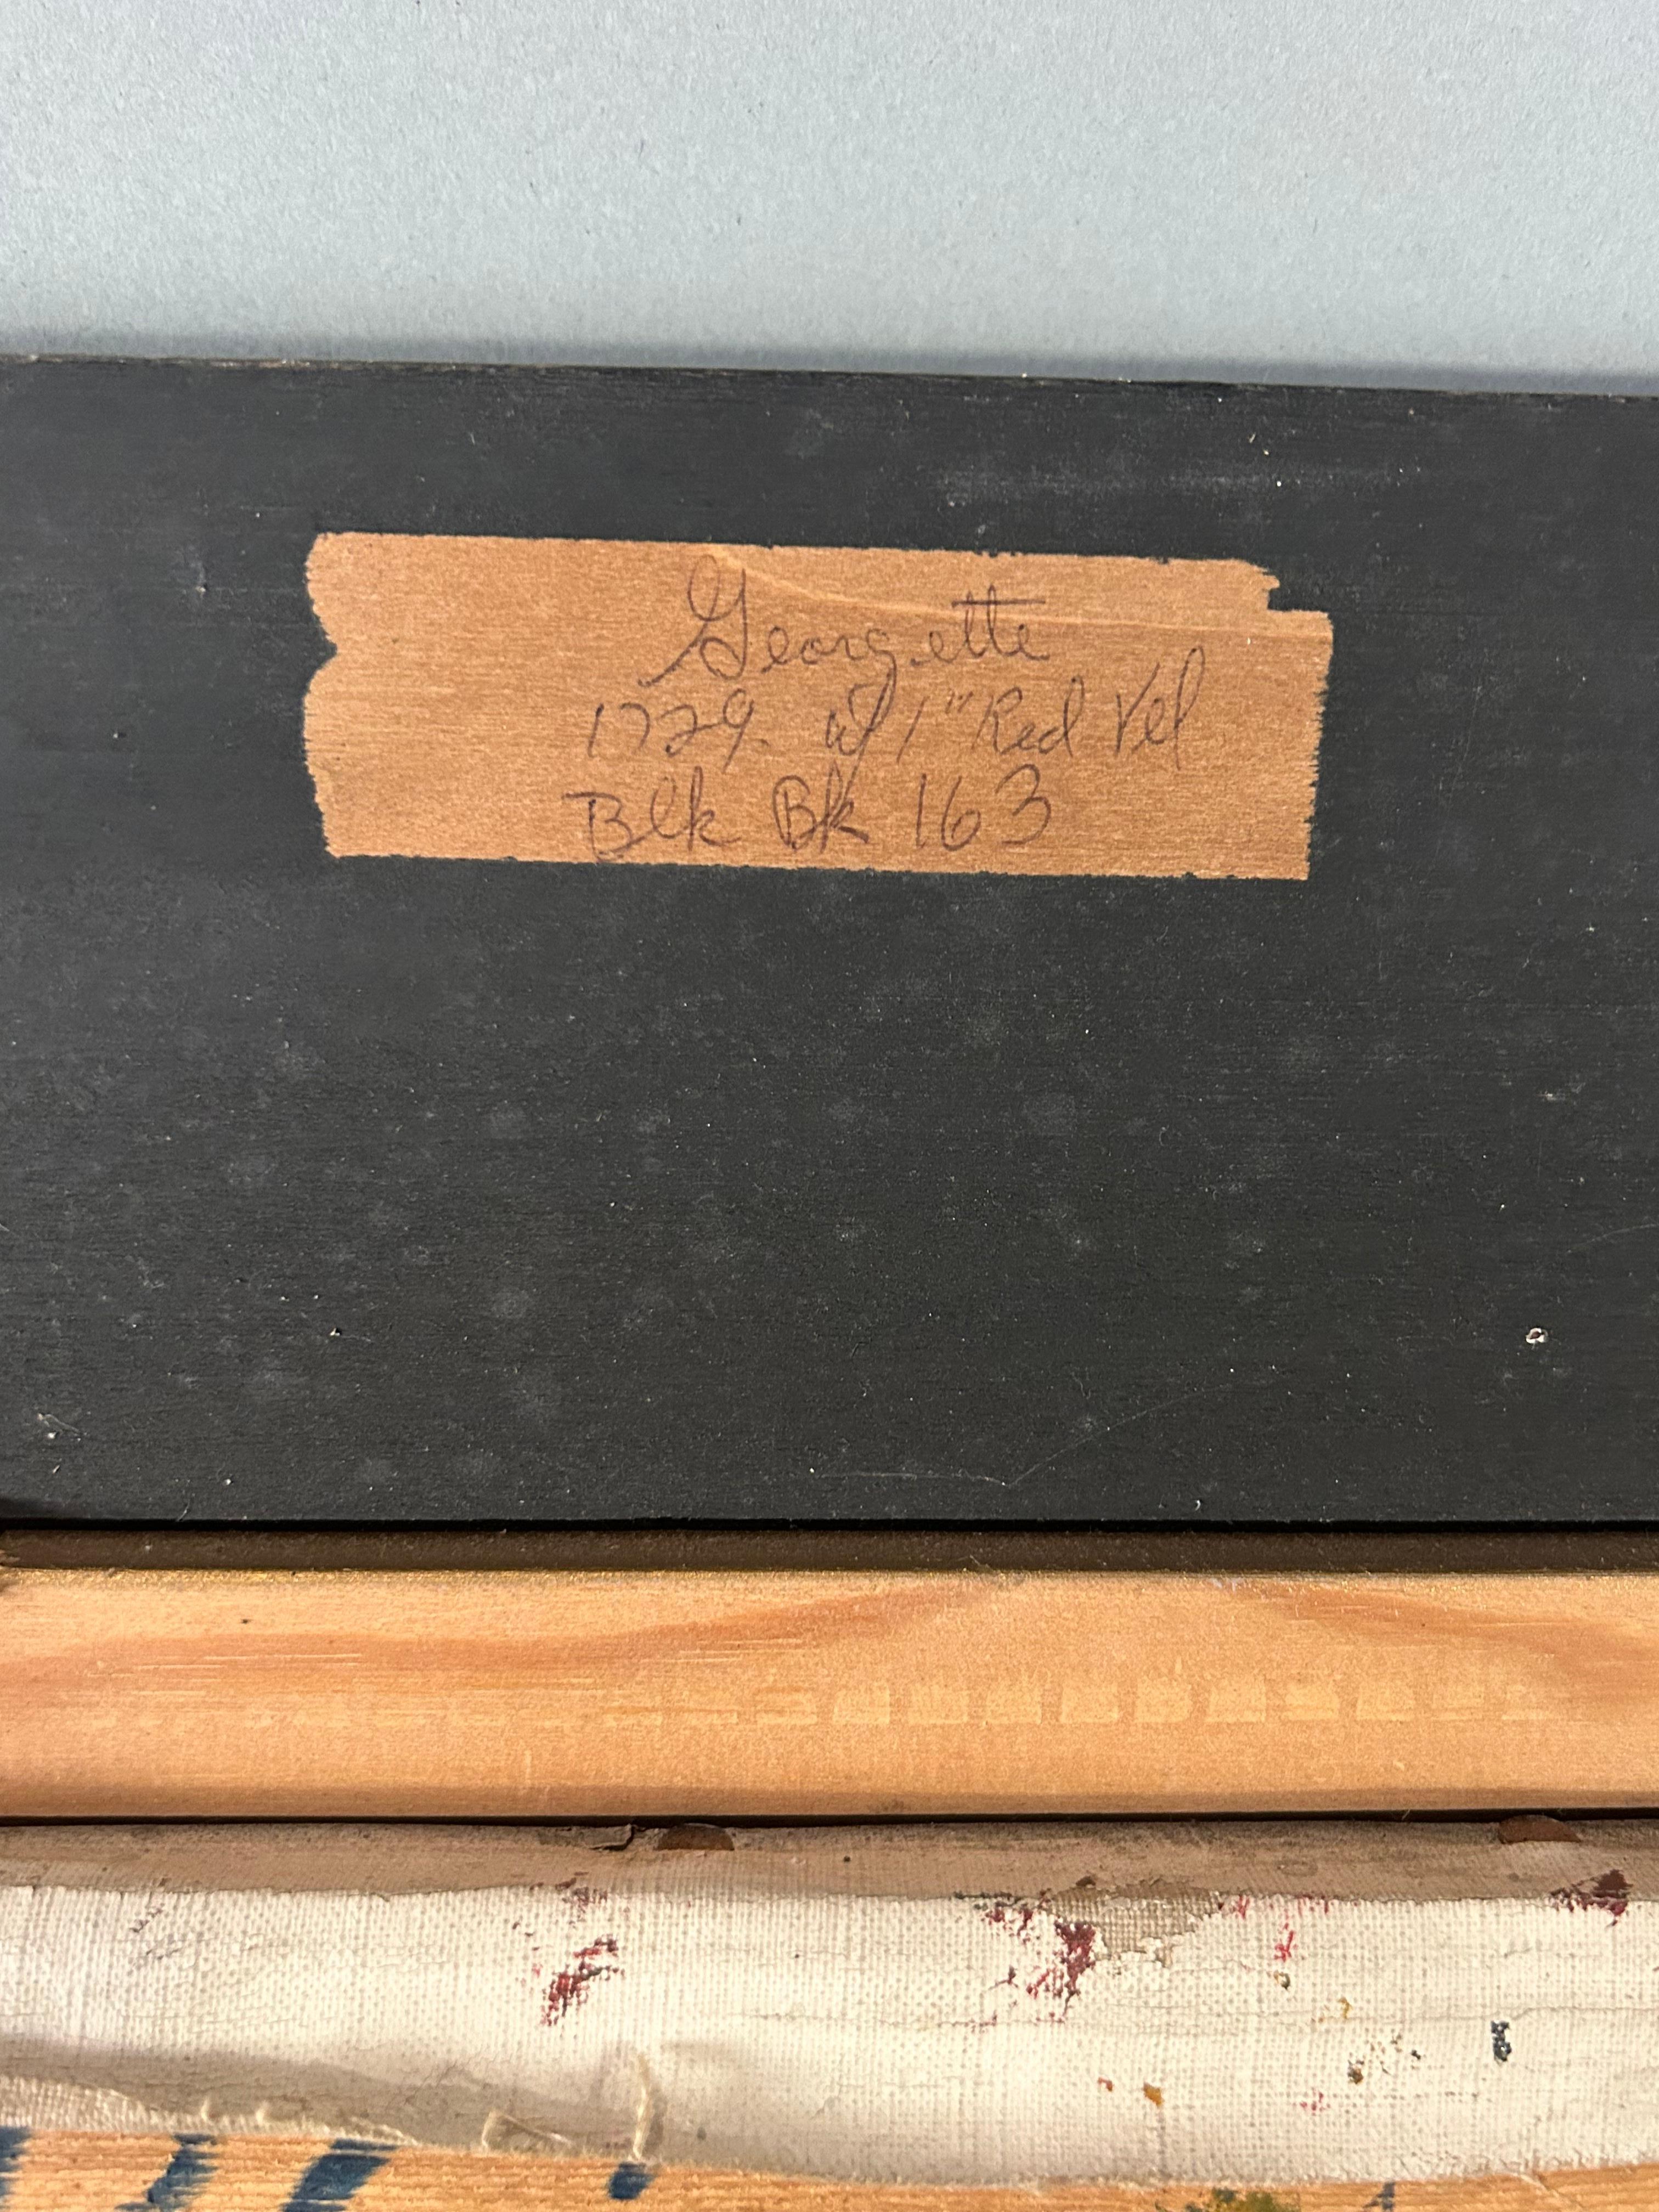 Georgette
1729. w/ 1" Red Vel
Blk Bk 163